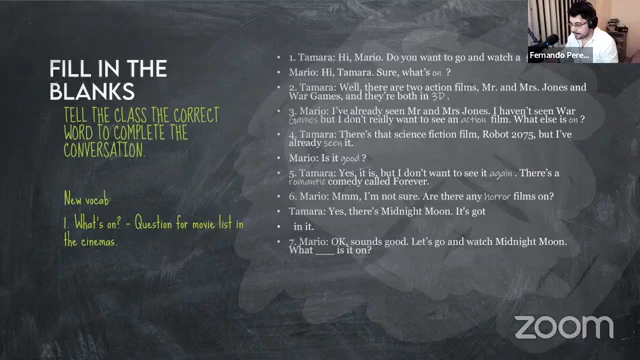 FILL IN THE
BLANKS
TELL THE CLASS THE CORRECT
WORD TO COMPLETE THE
CONVERSATION.
New vocab:
1. What's on? - Question for movie list in
the cinemas.
• 1. Tamara: Hi, Mario. Do you want to go and watch a
• Mario: Hi, Tamara. Sure, what's on ?
• 2. Tamara: Well, there are two action films, Mr. and Mrs. Jones and
War Games, and they're both in 3D .
• 3. Mario: I've already seen Mr and Mrs Jones. I haven't seen War
Games but I don't really want to see an action film. What else is on ?
• 4. Tamara: There's that science fiction film, Robot 2075, but I've
already seen it.
• Mario: Is it good ?
• 5. Tamara: Yes, it is, but I don't want to see it again . There's a
romantic comedy called Forever.
• 6. Mario: Mmm, I'm not sure. Are there any horror films on?
• Tamara: Yes, there's Midnight Moon. It's got
• in it.
• 7. Mario: OK, sounds good. Let's go and watch Midnight Moon.
What ___ is it on?
Fernando Pere...
zoom